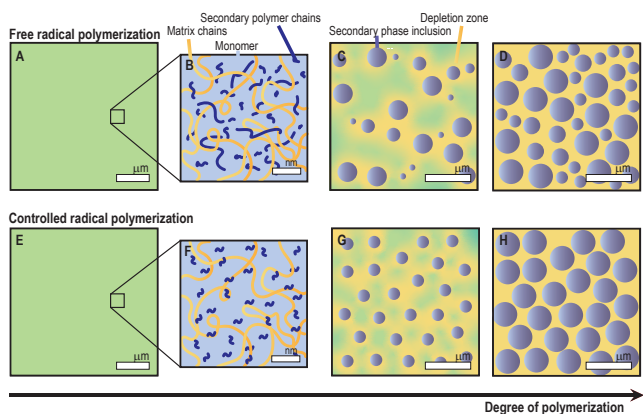 Free radical polymerization
Secondary polymer chains
Matrix chains
Monomer
Depletion zone
Secondary phase inclusion
A
B
C
D
μm
nm
μm
μm
Controlled radical polymerization
E
F
G
H
μm
nm
μm
μm
Degree of polymerization